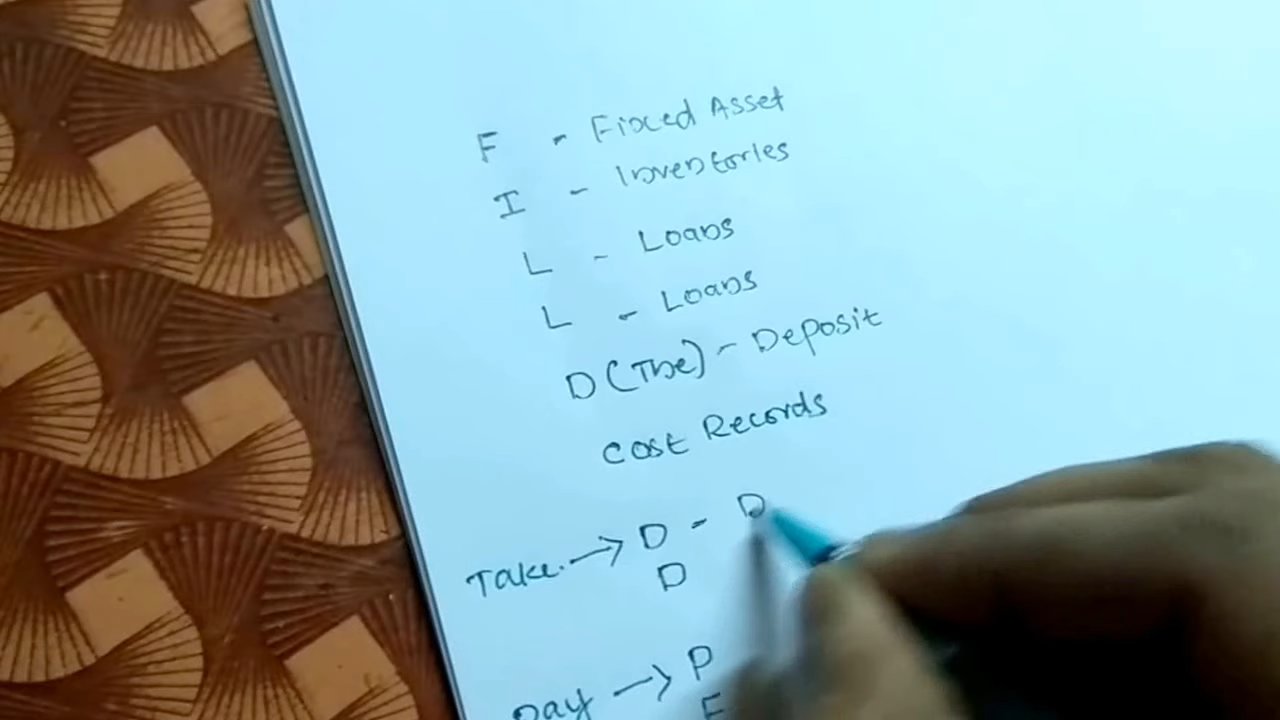 F - Fixed Asset
I - Inventories
L - Loans
L - Loans
D (The) - Deposit
Cost Records
Take. → D - D
D
Pay → P
F